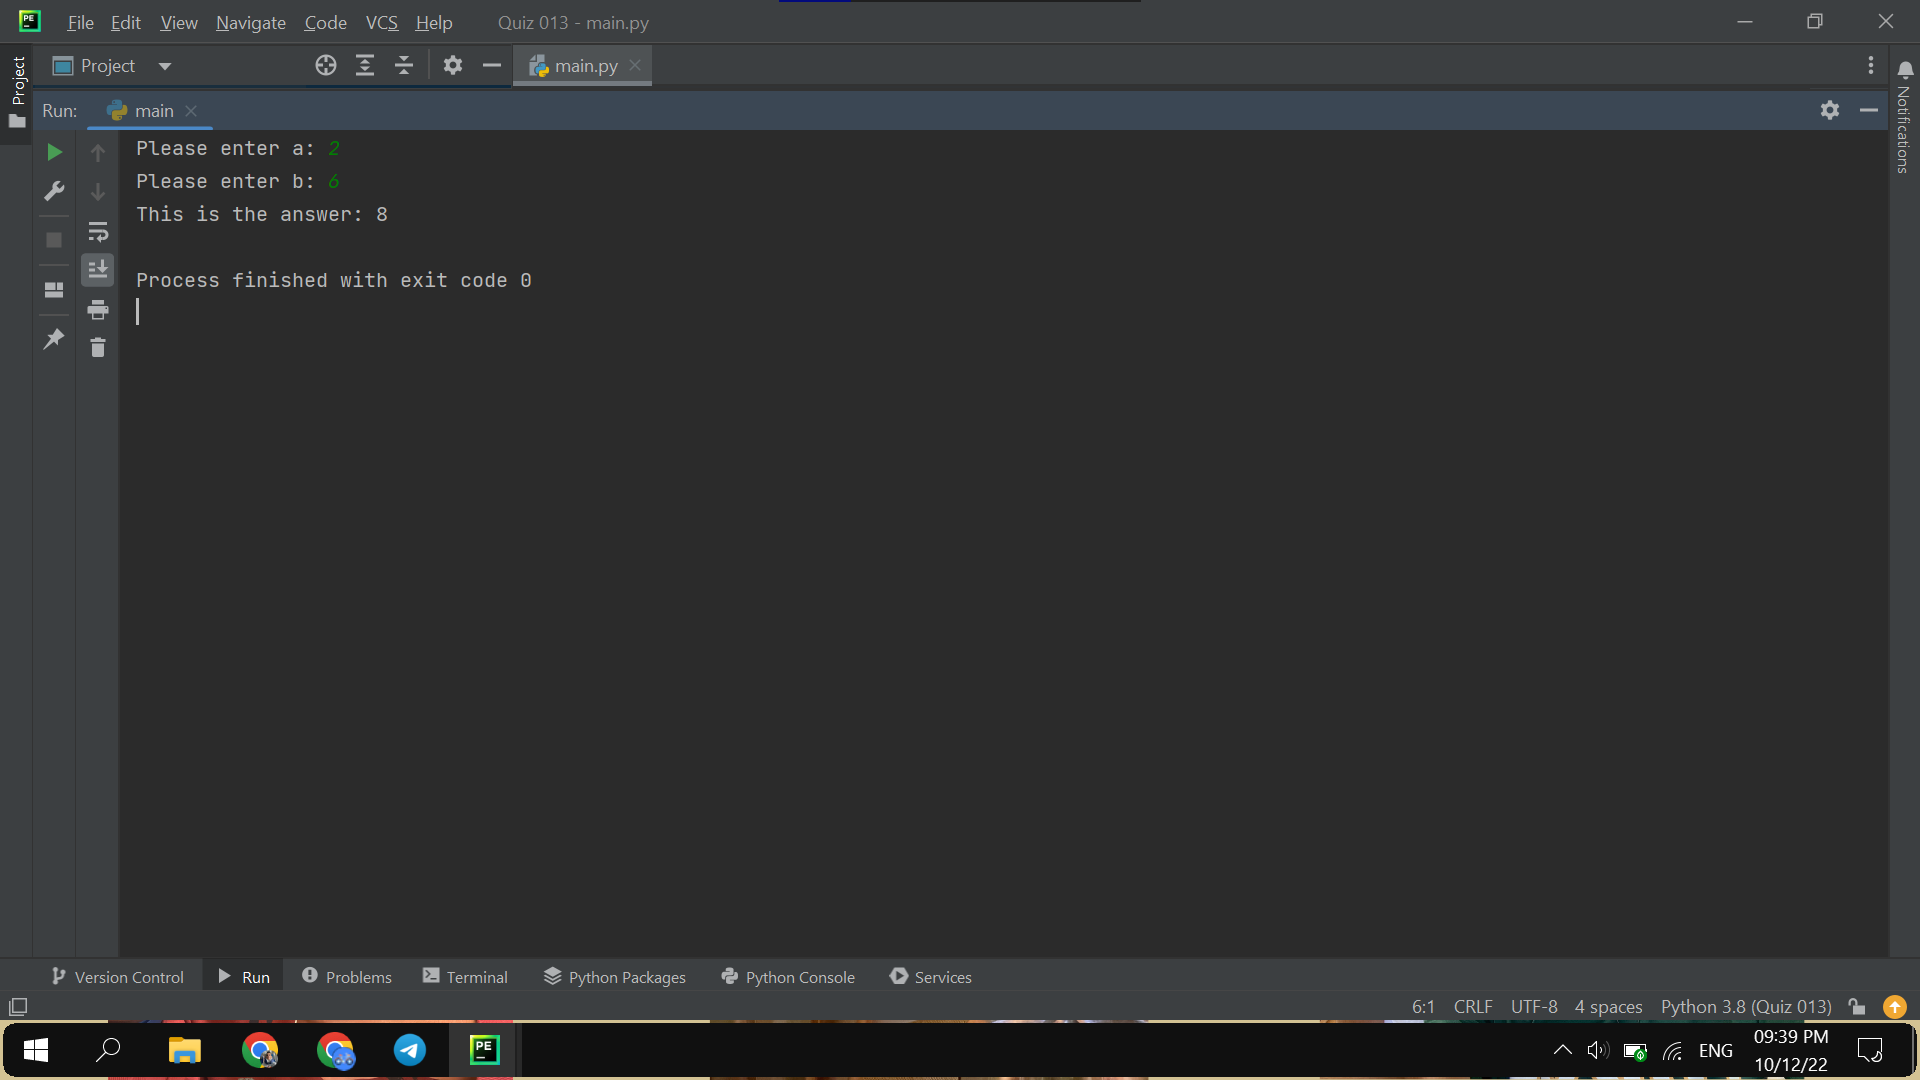 File Edit View Navigate Code VCS Help Quiz 013 - main.py
Project main.py
Project
Notifications
Run: main
Please enter a: 2
Please enter b: 6
This is the answer: 8
Process finished with exit code 0
Version Control Run Problems Terminal Python Packages Python Console Services
6:1 CRLF UTF-8 4 spaces Python 3.8 (Quiz 013)
ENG 09:39 PM
10/12/22